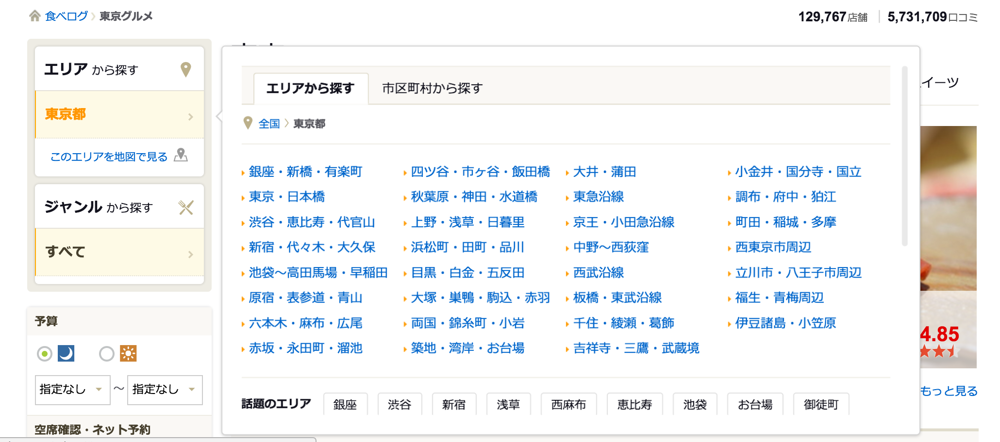 食べログ 東京グルメ
129,767店舗 5,731,709口コミ
エリア から探す
東京都
このエリアを地図で見る
ジャンル から探す
すべて
予算
指定なし ～ 指定なし
空席確認・ネット予約
エリアから探す 市区町村から探す
全国 東京都
銀座・新橋・有楽町 四ツ谷・市ヶ谷・飯田橋 大井・蒲田 小金井・国分寺・国立
東京・日本橋 秋葉原・神田・水道橋 東急沿線 調布・府中・狛江
渋谷・恵比寿・代官山 上野・浅草・日暮里 京王・小田急沿線 町田・稲城・多摩
新宿・代々木・大久保 浜松町・田町・品川 中野～西荻窪 西東京市周辺
池袋～高田馬場・早稲田 目黒・白金・五反田 西武沿線 立川市・八王子市周辺
原宿・表参道・青山 大塚・巣鴨・駒込・赤羽 板橋・東武沿線 福生・青梅周辺
六本木・麻布・広尾 両国・錦糸町・小岩 千住・綾瀬・葛飾 伊豆諸島・小笠原
赤坂・永田町・溜池 築地・湾岸・お台場 吉祥寺・三鷹・武蔵境
話題のエリア 銀座 渋谷 新宿 浅草 西麻布 恵比寿 池袋 お台場 御徒町
イーツ
4.85
もっと見る